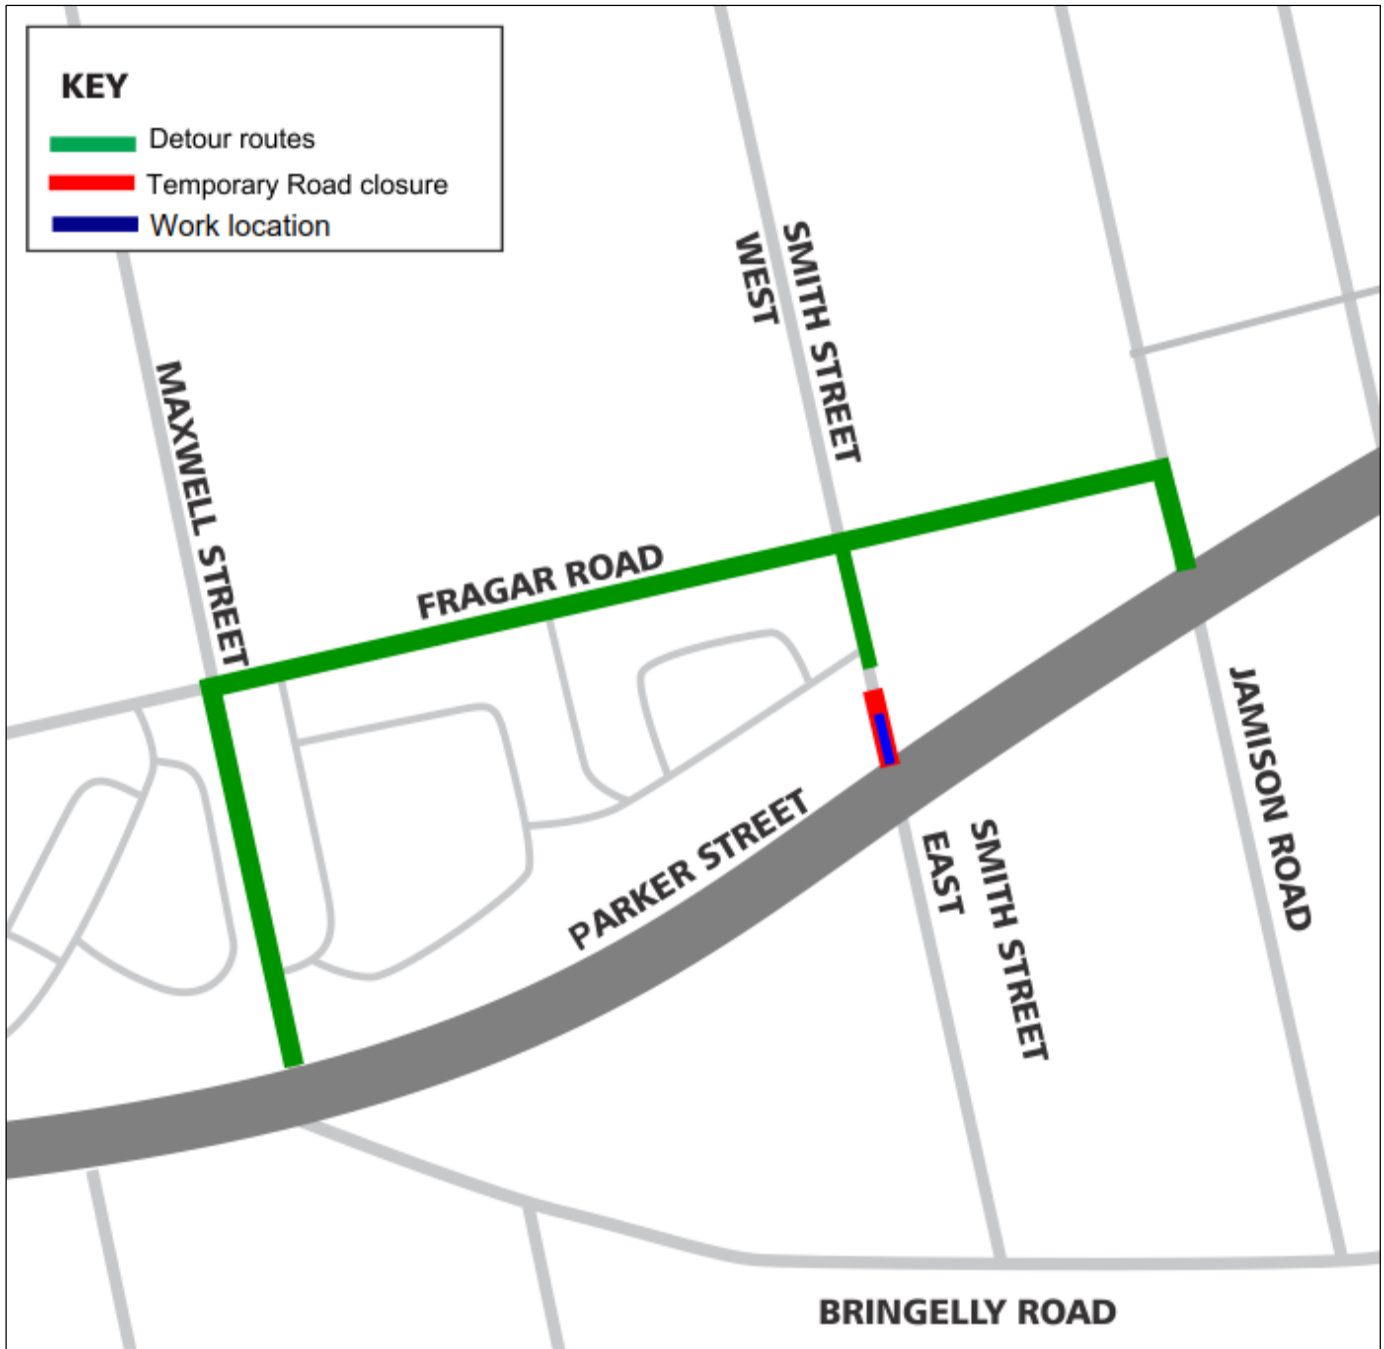 KEY
Detour routes
Temporary Road closure
Work location
SMITH STREET
WEST
MAXWELL STREET
FRAGAR ROAD
JAMISON ROAD
PARKER STREET
SMITH STREET
EAST
BRINGELLY ROAD